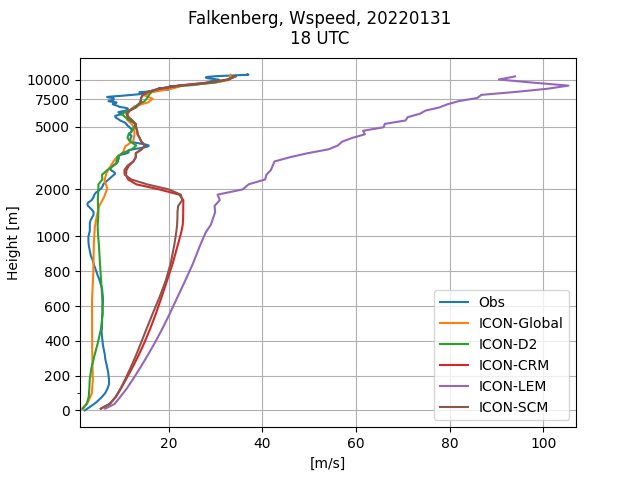 Falkenberg, Wspeed, 20220131
18 UTC
10000
7500
5000
2000
1000
800
600
400
200
0
Height [m]
Obs
ICON-Global
ICON-D2
ICON-CRM
ICON-LEM
ICON-SCM
20 40 60 80 100
[m/s]